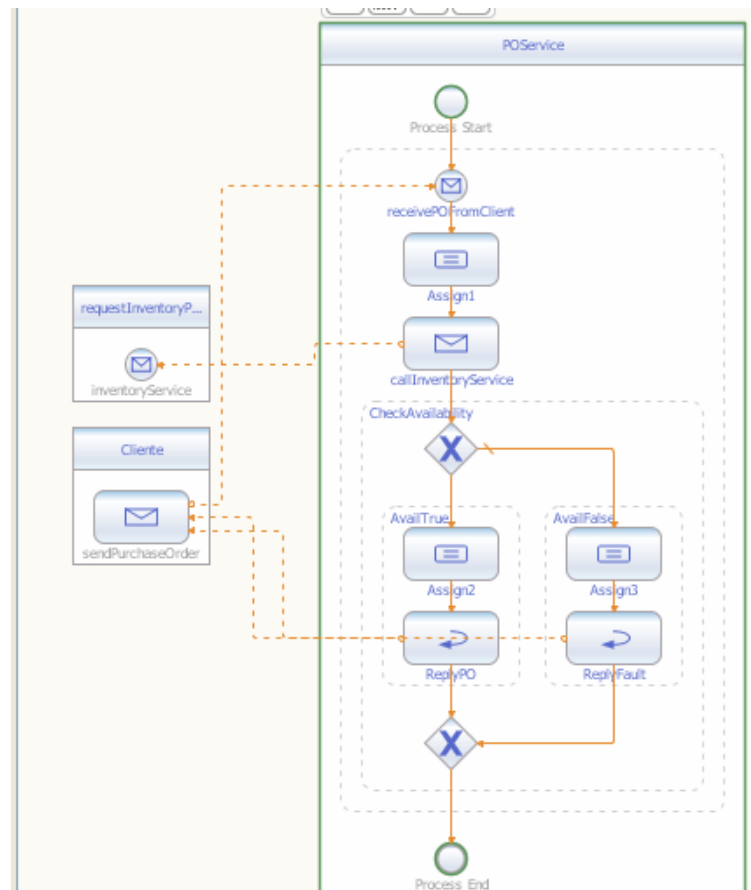 POService
Process Start
receivePOFromClient
Assign1
requestInventoryP...
callInventoryService
inventoryService
CheckAvailability
Cliente
AvailTrue
AvailFalse
sendPurchaseOrder
Assign2
Assign3
ReplyPO
ReplyFault
Process End